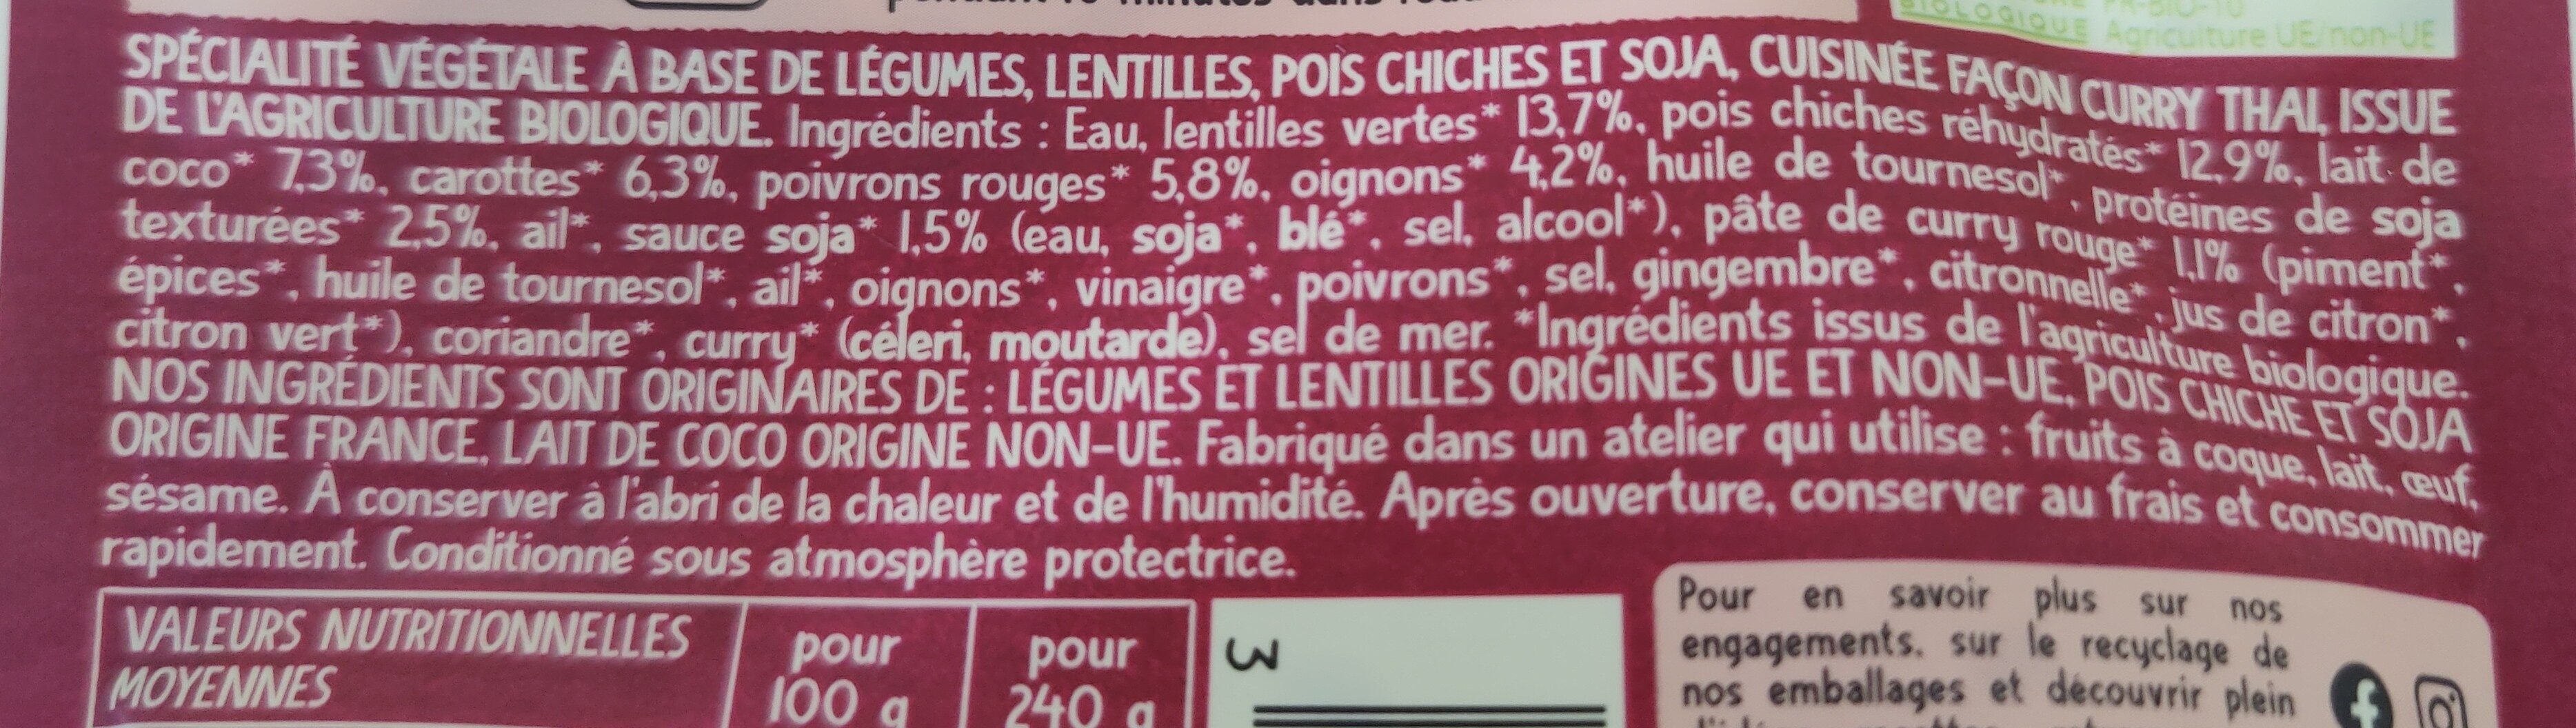 pendant 10 minutes dans
FR-BIO-10
BIOLOGIQUE Agriculture UE/non-UE
SPÉCIALITÉ VÉGÉTALE À BASE DE LÉGUMES, LENTILLES, POIS CHICHES ET SOJA, CUISINÉE FAÇON CURRY THAI, ISSUE
DE L'AGRICULTURE BIOLOGIQUE. Ingrédients : Eau, lentilles vertes* 13,7%, pois chiches réhydratés* 12,9%, lait de
coco* 7,3%, carottes* 6,3%, poivrons rouges* 5,8%, oignons* 4,2%, huile de tournesol*, protéines de soja
texturées* 2,5%, ail*, sauce soja* 1,5% (eau, soja*, blé*, sel, alcool*), pâte de curry rouge* 1,1% (piment*,
épices*, huile de tournesol*, ail*, oignons*, vinaigre*, poivrons*, sel, gingembre*, citronnelle*, jus de citron*,
citron vert*), coriandre*, curry* (céleri, moutarde), sel de mer. *Ingrédients issus de l'agriculture biologique.
NOS INGRÉDIENTS SONT ORIGINAIRES DE : LÉGUMES ET LENTILLES ORIGINES UE ET NON-UE, POIS CHICHE ET SOJA
ORIGINE FRANCE, LAIT DE COCO ORIGINE NON-UE. Fabriqué dans un atelier qui utilise : fruits à coque, lait, œuf,
sésame. À conserver à l'abri de la chaleur et de l'humidité. Après ouverture, conserver au frais et consommer
rapidement. Conditionné sous atmosphère protectrice.
VALEURS NUTRITIONNELLES
MOYENNES
pour
100 g
pour
240 g
3
Pour en savoir plus sur nos
engagements, sur le recyclage de
nos emballages et découvrir plein